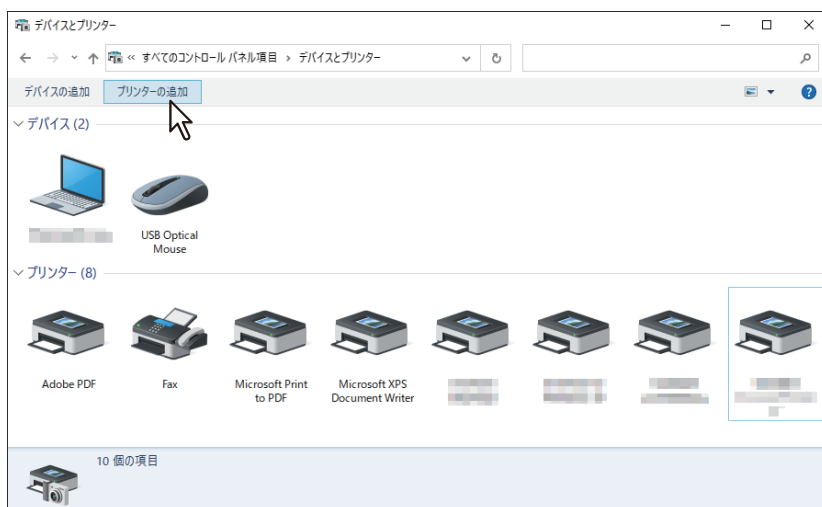 デバイスとプリンター
« すべてのコントロール パネル項目 › デバイスとプリンター
デバイスの追加 プリンターの追加
デバイス (2)
USB Optical
Mouse
プリンター (8)
Adobe PDF
Fax
Microsoft Print
to PDF
Microsoft XPS
Document Writer
10 個の項目